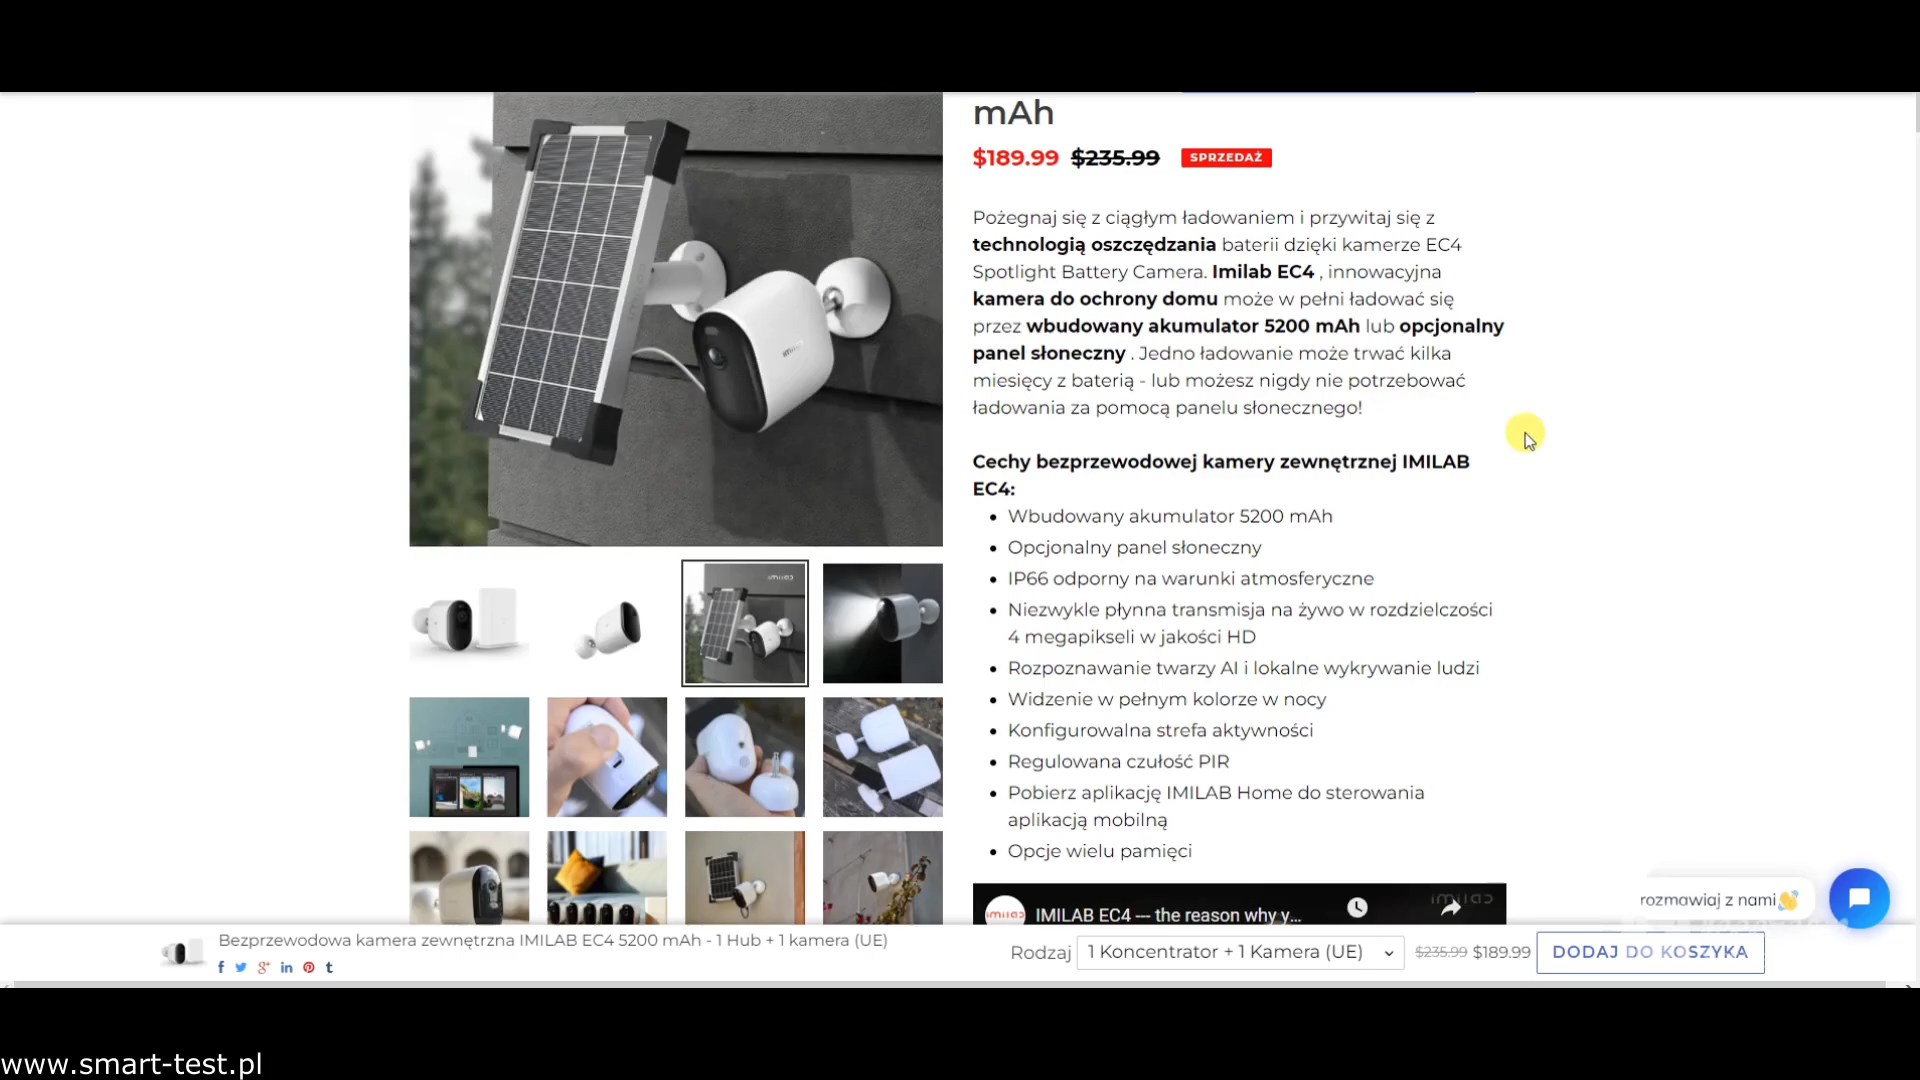 mAh
$189.99 $235.99 SPRZEDAŻ
Pożegnaj się z ciągłym ładowaniem i przywitaj się z
technologią oszczędzania baterii dzięki kamerze EC4
Spotlight Battery Camera. Imilab EC4 , innowacyjna
kamera do ochrony domu może w pełni ładować się
przez wbudowany akumulator 5200 mAh lub opcjonalny
panel słoneczny . Jedno ładowanie może trwać kilka
miesięcy z baterią - lub możesz nigdy nie potrzebować
ładowania za pomocą panelu słonecznego!
Cechy bezprzewodowej kamery zewnętrznej IMILAB
EC4:
Wbudowany akumulator 5200 mAh
Opcjonalny panel słoneczny
IP66 odporny na warunki atmosferyczne
Niezwykle płynna transmisja na żywo w rozdzielczości
4 megapikseli w jakości HD
Rozpoznawanie twarzy AI i lokalne wykrywanie ludzi
Widzenie w pełnym kolorze w nocy
Konfigurowalna strefa aktywności
Regulowana czułość PIR
Pobierz aplikację IMILAB Home do sterowania
aplikacją mobilną
Opcje wielu pamięci
imilab
imilab
imilab IMILAB EC4 --- the reason why y... imilab
rozmawiaj z nami👋
Bezprzewodowa kamera zewnętrzna IMILAB EC4 5200 mAh - 1 Hub + 1 kamera (UE)
Rodzaj 1 Koncentrator + 1 Kamera (UE) $235.99 $189.99 DODAJ DO KOSZYKA
www.smart-test.pl